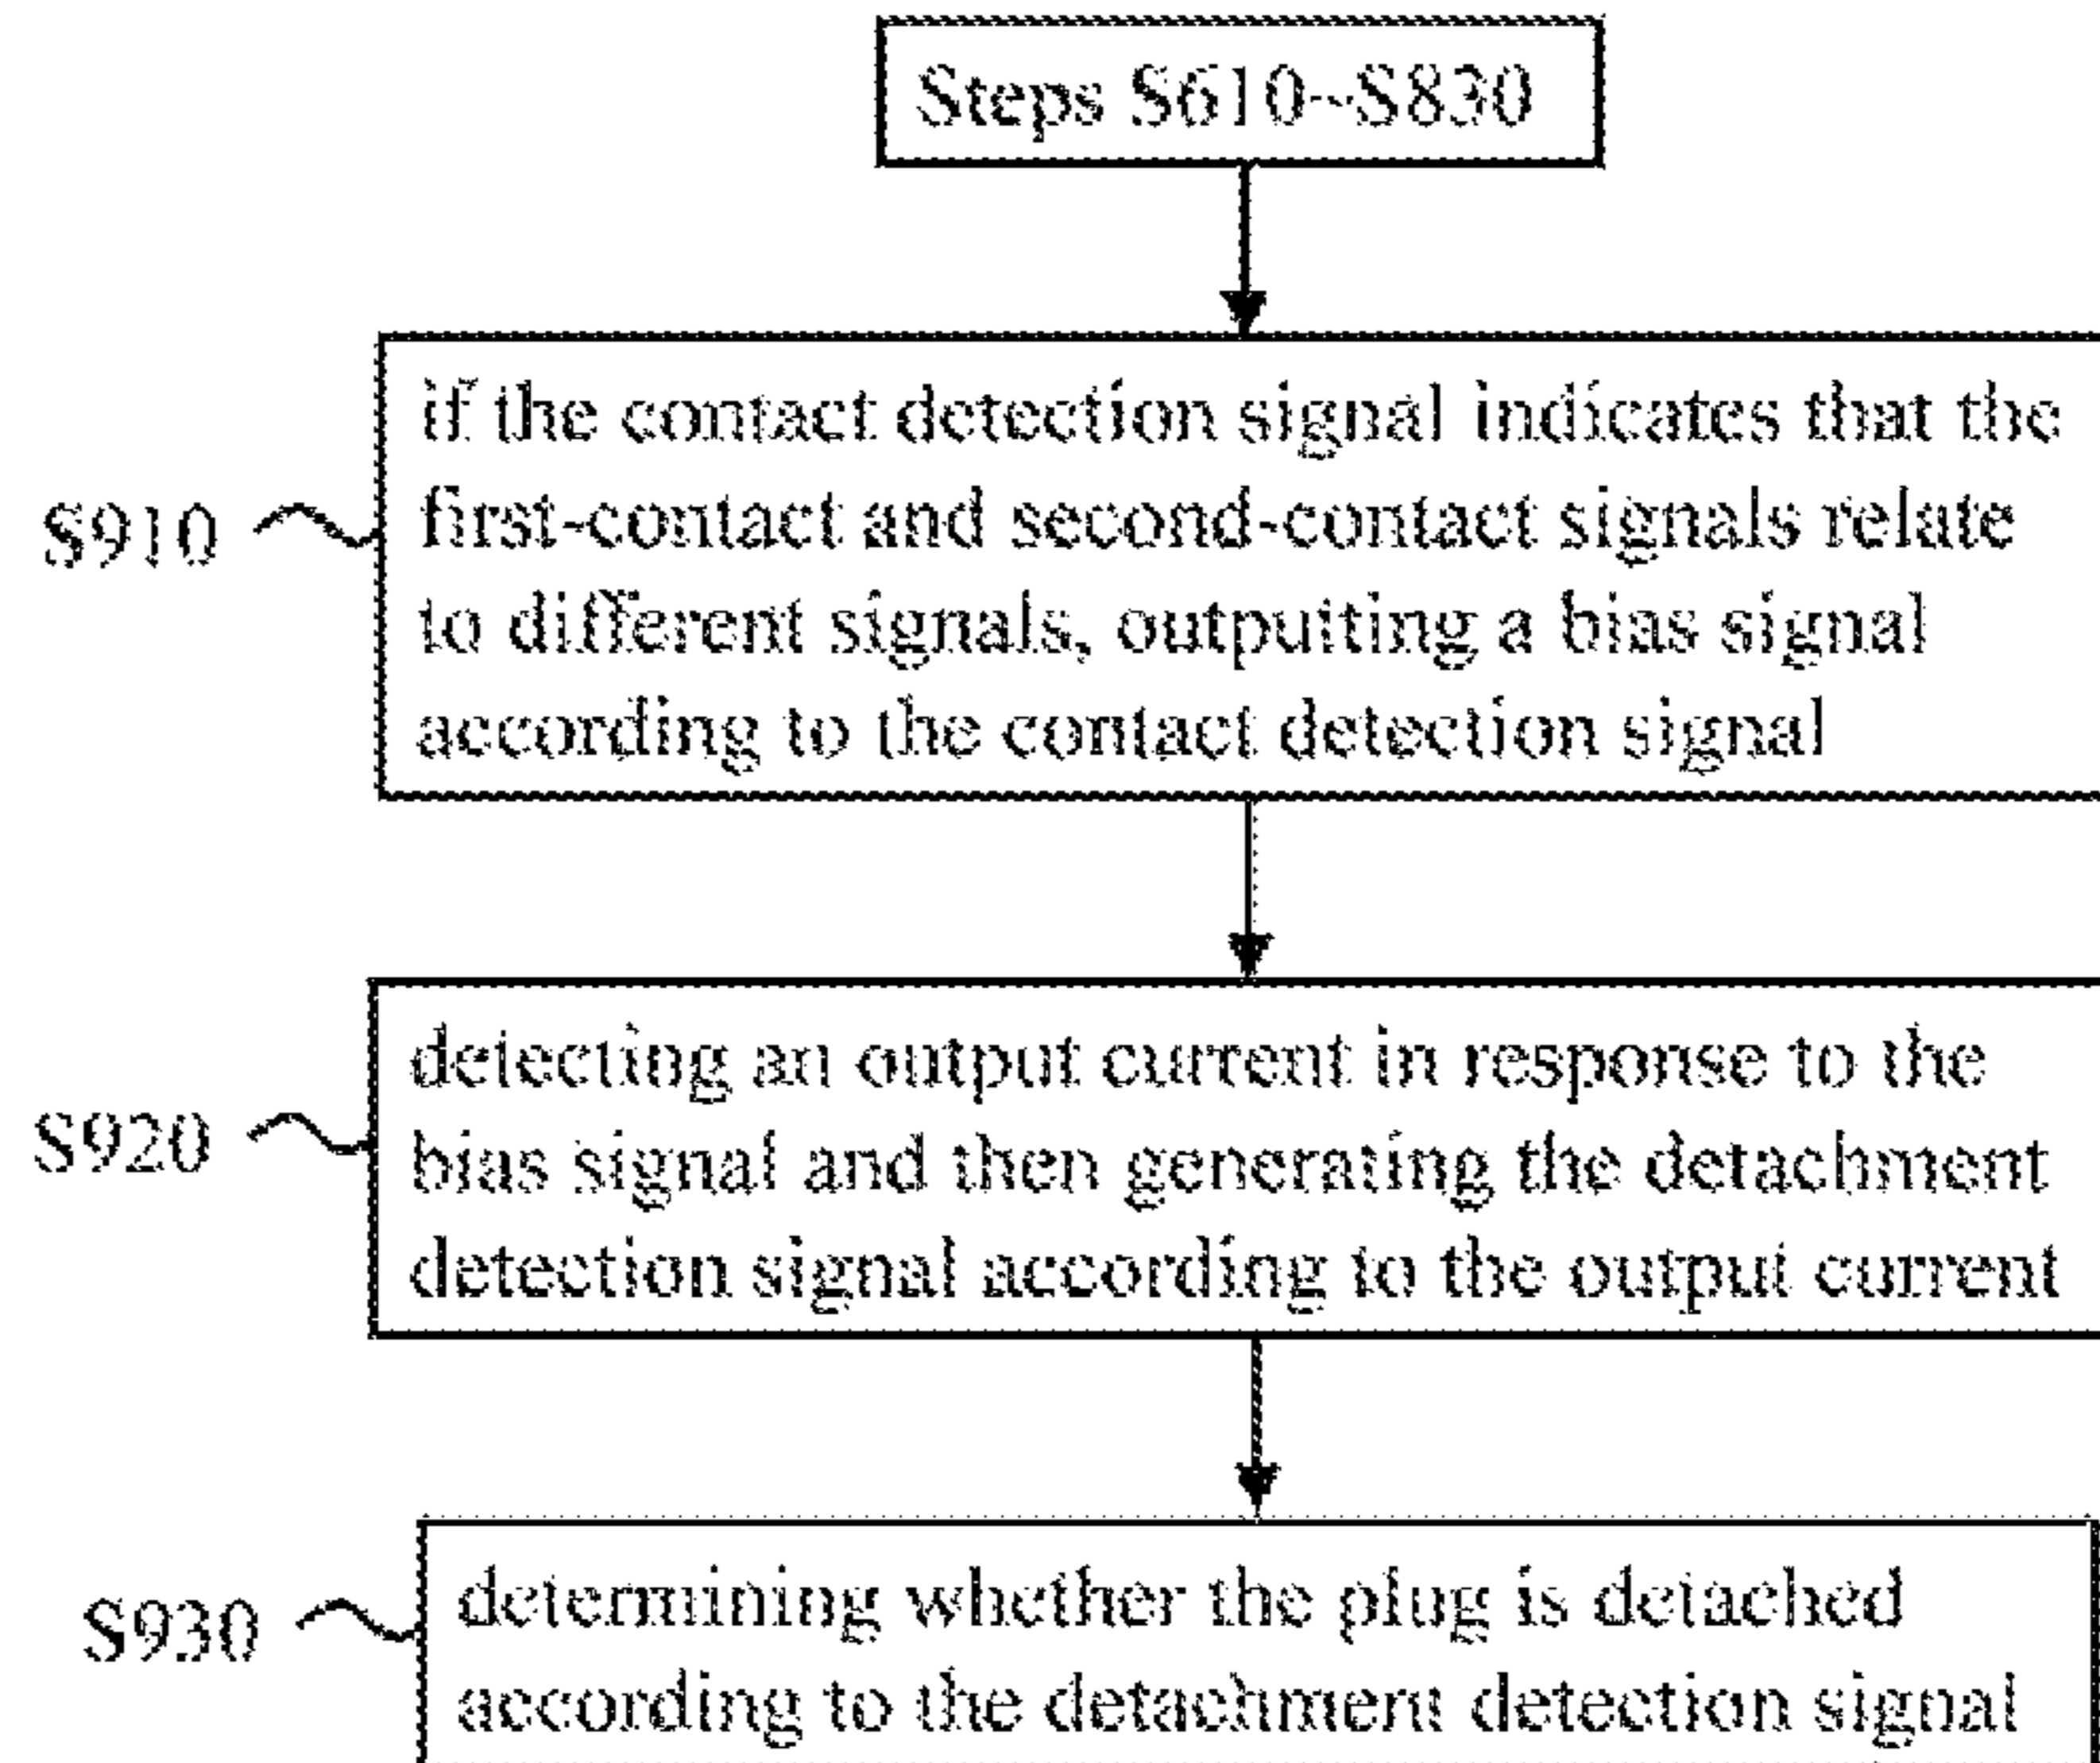 Steps S610~S830
S910
if the contact detection signal indicates that the
first-contact and second-contact signals relate
to different signals, outputting a bias signal
according to the contact detection signal
S920
detecting an output current in response to the
bias signal and then generating the detachment
detection signal according to the output current
S930
determining whether the plug is detached
according to the detachment detection signal